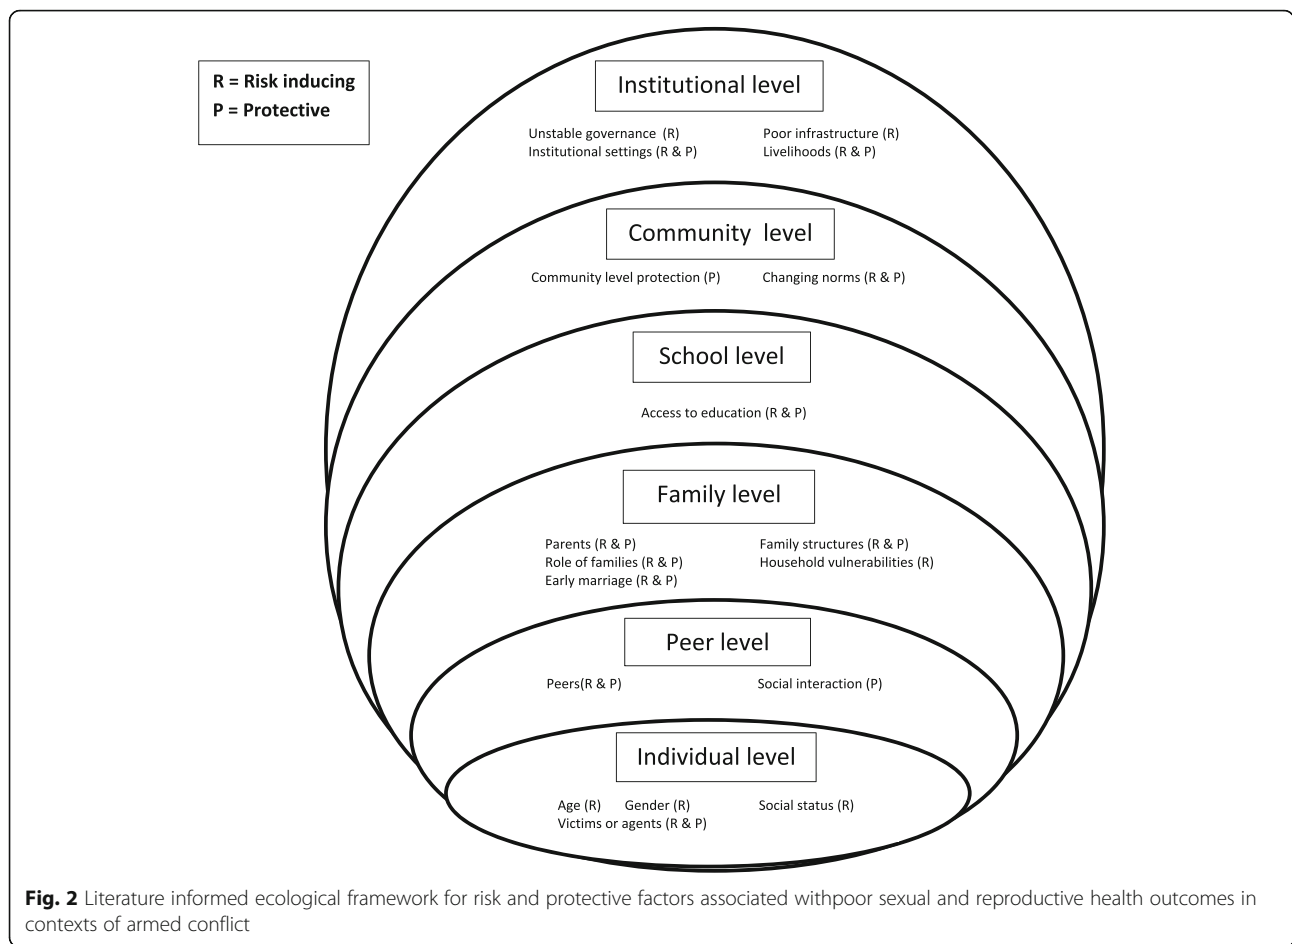 R = Risk inducing
P = Protective
Institutional level
Unstable governance (R) Poor infrastructure (R)
Institutional settings (R & P) Livelihoods (R & P)
Community level
Community level protection (P) Changing norms (R & P)
School level
Access to education (R & P)
Family level
Parents (R & P) Family structures (R & P)
Role of families (R & P) Household vulnerabilities (R)
Early marriage (R & P)
Peer level
Peers(R & P) Social interaction (P)
Individual level
Age (R) Gender (R) Social status (R)
Victims or agents (R & P)
Fig. 2 Literature informed ecological framework for risk and protective factors associated withpoor sexual and reproductive health outcomes in
contexts of armed conflict